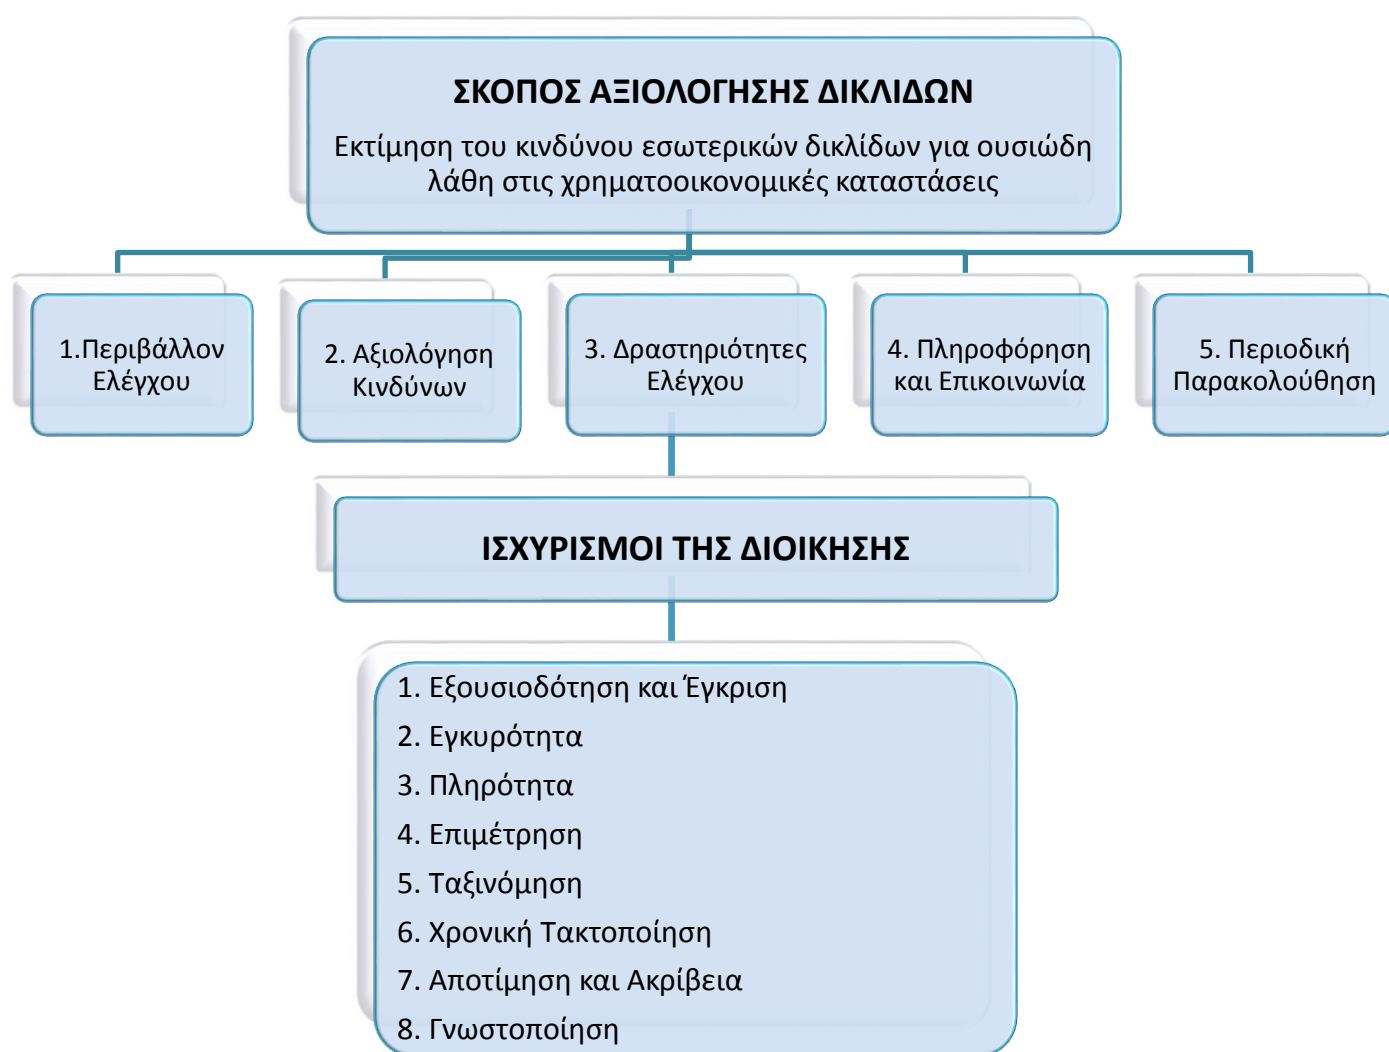 ΣΚΟΠΟΣ ΑΞΙΟΛΟΓΗΣΗΣ ΔΙΚΛΙΔΩΝ
Εκτίμηση του κινδύνου εσωτερικών δικλίδων για ουσιώδη
λάθη στις χρηματοοικονομικές καταστάσεις
1.Περιβάλλον
Ελέγχου
2. Αξιολόγηση
Κινδύνων
3. Δραστηριότητες
Ελέγχου
4. Πληροφόρηση
και Επικοινωνία
5. Περιοδική
Παρακολούθηση
ΙΣΧΥΡΙΣΜΟΙ ΤΗΣ ΔΙΟΙΚΗΣΗΣ
1. Εξουσιοδότηση και Έγκριση
2. Εγκυρότητα
3. Πληρότητα
4. Επιμέτρηση
5. Ταξινόμηση
6. Χρονική Τακτοποίηση
7. Αποτίμηση και Ακρίβεια
8. Γνωστοποίηση